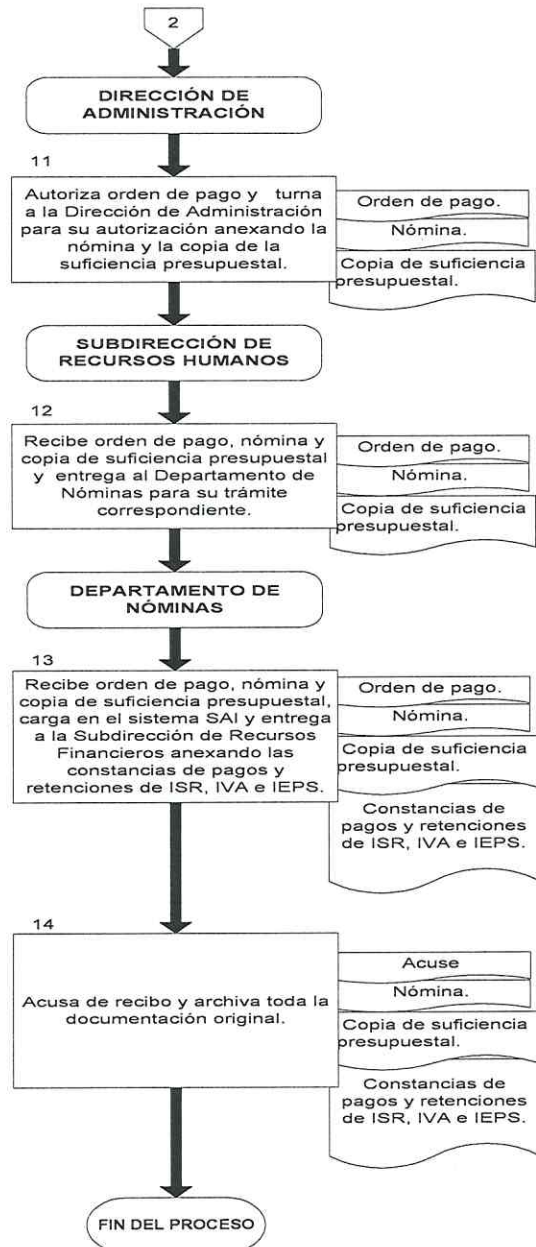 2
DIRECCIÓN DE
ADMINISTRACIÓN
11
Autoriza orden de pago y turna
a la Dirección de Administración
para su autorización anexando la
nómina y la copia de la
suficiencia presupuestal.
Orden de pago.
Nómina.
Copia de suficiencia
presupuestal.
SUBDIRECCIÓN DE
RECURSOS HUMANOS
12
Recibe orden de pago, nómina y
copia de suficiencia presupuestal
y entrega al Departamento de
Nóminas para su trámite
correspondiente.
Orden de pago.
Nómina.
Copia de suficiencia
presupuestal.
DEPARTAMENTO DE
NÓMINAS
13
Recibe orden de pago, nómina y
copia de suficiencia presupuestal,
carga en el sistema SAI y entrega
a la Subdirección de Recursos
Financieros anexando las
constancias de pagos y
retenciones de ISR, IVA e IEPS.
Orden de pago.
Nómina.
Copia de suficiencia
presupuestal.
Constancias de
pagos y retenciones
de ISR, IVA e IEPS.
14
Acusa de recibo y archiva toda la
documentación original.
Acuse
Nómina.
Copia de suficiencia
presupuestal.
Constancias de
pagos y retenciones
de ISR, IVA e IEPS.
FIN DEL PROCESO